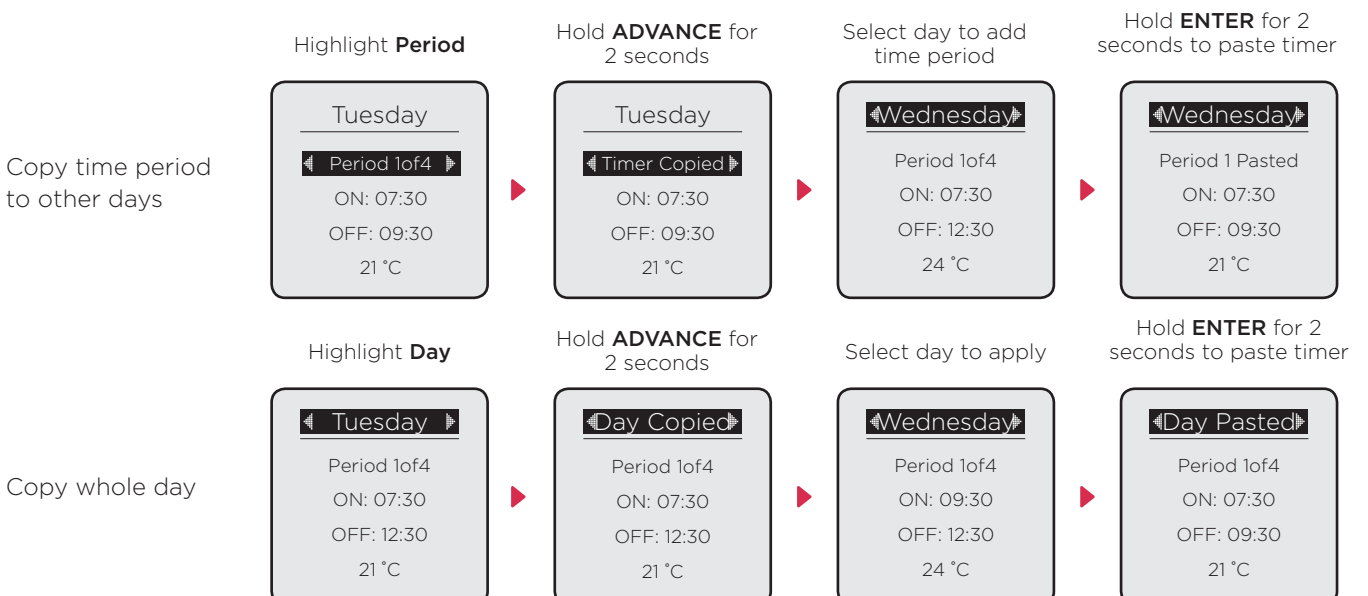 Copy time period
to other days
Highlight Period
Tuesday
Period 1of4
ON: 07:30
OFF: 09:30
21 °C
Hold ADVANCE for
2 seconds
Tuesday
Timer Copied
ON: 07:30
OFF: 09:30
21 °C
Select day to add
time period
Wednesday
Period 1of4
ON: 07:30
OFF: 12:30
24 °C
Hold ENTER for 2
seconds to paste timer
Wednesday
Period 1 Pasted
ON: 07:30
OFF: 09:30
21 °C
Copy whole day
Highlight Day
Tuesday
Period 1of4
ON: 07:30
OFF: 12:30
21 °C
Hold ADVANCE for
2 seconds
Day Copied
Period 1of4
ON: 07:30
OFF: 12:30
21 °C
Select day to apply
Wednesday
Period 1of4
ON: 09:30
OFF: 12:30
24 °C
Hold ENTER for 2
seconds to paste timer
Day Pasted
Period 1of4
ON: 07:30
OFF: 09:30
21 °C